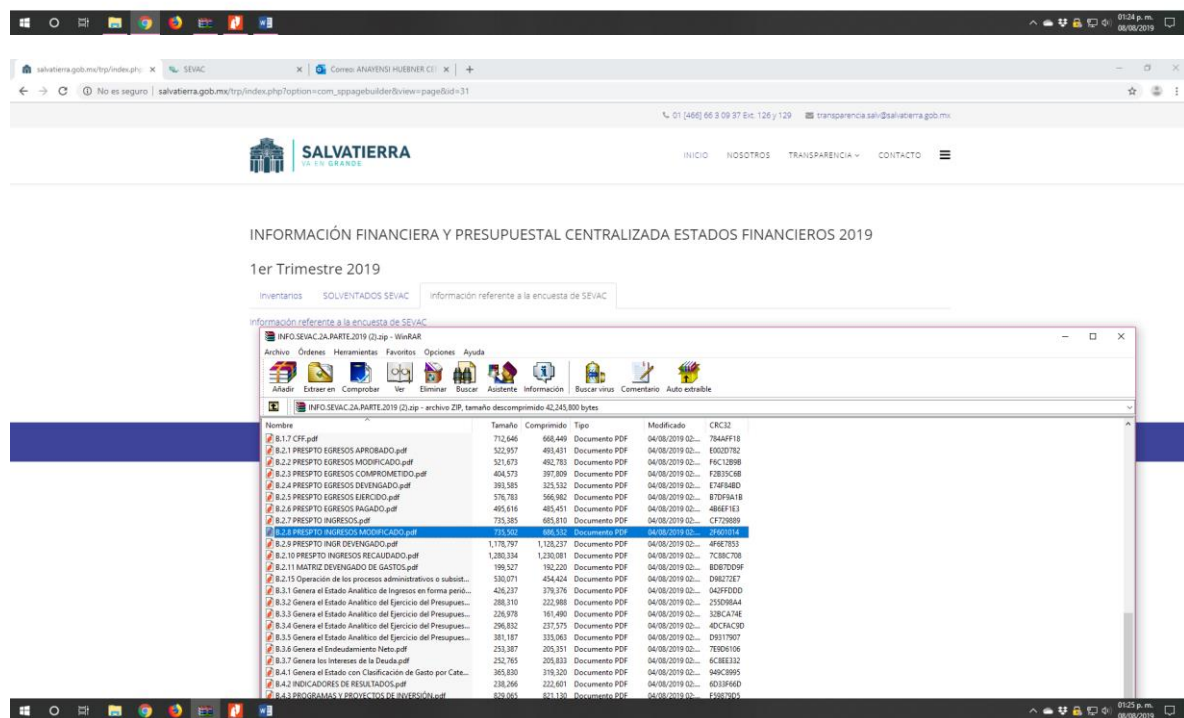 01:24 p. m.
08/08/2019
salvatierra.gob.mx/trp/index.php
SEVAC
Correo: ANAYENSI HUEBNER CE
No es seguro | salvatierra.gob.mx/trp/index.php?option=com_sppagebuilder&view=page&id=31
01 [466] 66 3 09 37 Ext. 126 y 129 transparencia.salv@salvatierra.gob.mx
SALVATIERRA
VA EN GRANDE
INICIO NOSOTROS TRANSPARENCIA CONTACTO
INFORMACIÓN FINANCIERA Y PRESUPUESTAL CENTRALIZADA ESTADOS FINANCIEROS 2019
1er Trimestre 2019
Inventarios SOLVENTADOS SEVAC Información referente a la encuesta de SEVAC
Información referente a la encuesta de SEVAC
INFO.SEVAC.2A.PARTE.2019 (2).zip - WinRAR
Archivo Órdenes Herramientas Favoritos Opciones Ayuda
Añadir Extraer en Comprobar Ver Eliminar Buscar Asistente Información Buscar virus Comentario Auto extraíble
INFO.SEVAC.2A.PARTE.2019 (2).zip - archivo ZIP, tamaño descomprimido 42,245,800 bytes
Nombre Tamaño Comprimido Tipo Modificado CRC32
B.1.7 CFF.pdf 712,646 668,449 Documento PDF 04/08/2019 02:... 784AFF18
B.2.1 PRESPTO EGRESOS APROBADO.pdf 522,957 493,431 Documento PDF 04/08/2019 02:... E002D782
B.2.2 PRESPTO EGRESOS MODIFICADO.pdf 521,673 492,783 Documento PDF 04/08/2019 02:... F6C12B9B
B.2.3 PRESPTO EGRESOS COMPROMETIDO.pdf 404,573 397,809 Documento PDF 04/08/2019 02:... F2B35C6B
B.2.4 PRESPTO EGRESOS DEVENGADO.pdf 393,585 325,532 Documento PDF 04/08/2019 02:... E74F84BD
B.2.5 PRESPTO EGRESOS EJERCIDO.pdf 576,783 566,982 Documento PDF 04/08/2019 02:... B7DF9A1B
B.2.6 PRESPTO EGRESOS PAGADO.pdf 495,616 485,451 Documento PDF 04/08/2019 02:... 4B6EF1E3
B.2.7 PRESPTO INGRESOS.pdf 735,385 685,810 Documento PDF 04/08/2019 02:... CF729889
B.2.8 PRESPTO INGRESOS MODIFICADO.pdf 735,502 686,532 Documento PDF 04/08/2019 02:... 2F601014
B.2.9 PRESPTO INGR DEVENGADO.pdf 1,178,797 1,128,237 Documento PDF 04/08/2019 02:... 4F6E7853
B.2.10 PRESPTO INGRESOS RECAUDADO.pdf 1,280,334 1,230,081 Documento PDF 04/08/2019 02:... 7C88C708
B.2.11 MATRIZ DEVENGADO DE GASTOS.pdf 199,527 192,220 Documento PDF 04/08/2019 02:... BDB7DD9F
B.2.15 Operación de los procesos administrativos o subsist... 530,071 454,424 Documento PDF 04/08/2019 02:... D98272E7
B.3.1 Genera el Estado Analítico de Ingresos en forma perió... 426,237 379,376 Documento PDF 04/08/2019 02:... 042FFDDD
B.3.2 Genera el Estado Analítico del Ejercicio del Presupues... 288,310 222,988 Documento PDF 04/08/2019 02:... 255D98A4
B.3.3 Genera el Estado Analítico del Ejercicio del Presupues... 226,978 161,490 Documento PDF 04/08/2019 02:... 32BCA74E
B.3.4 Genera el Estado Analítico del Ejercicio del Presupues... 296,832 237,575 Documento PDF 04/08/2019 02:... 4DCFAC9D
B.3.5 Genera el Estado Analítico del Ejercicio del Presupues... 381,187 335,063 Documento PDF 04/08/2019 02:... D9317907
B.3.6 Genera el Endeudamiento Neto.pdf 253,387 205,351 Documento PDF 04/08/2019 02:... 7E9D6106
B.3.7 Genera los Intereses de la Deuda.pdf 252,765 205,833 Documento PDF 04/08/2019 02:... 6C8EE332
B.4.1 Genera el Estado con Clasificación de Gasto por Cate... 365,830 319,320 Documento PDF 04/08/2019 02:... 949C8995
B.4.2 INDICADORES DE RESULTADOS.pdf 238,266 222,601 Documento PDF 04/08/2019 02:... 6D33F66D
B.4.3 PROGRAMAS Y PROYECTOS DE INVERSIÓN.pdf 829,065 821,130 Documento PDF 04/08/2019 02:... F59879D5
01:25 p. m.
08/08/2019